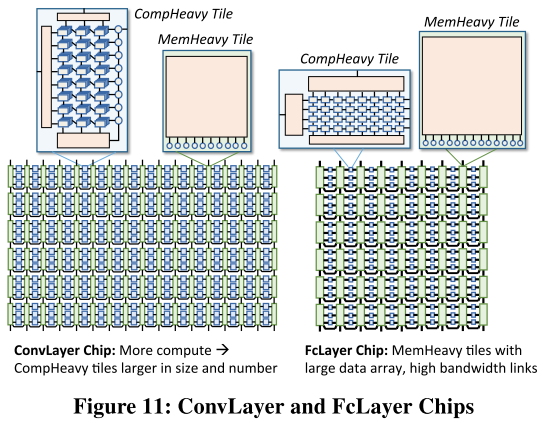 CompHeavy Tile
MemHeavy Tile
CompHeavy Tile
MemHeavy Tile
ConvLayer Chip: More compute →
CompHeavy tiles larger in size and number
FcLayer Chip: MemHeavy tiles with
large data array, high bandwidth links
Figure 11: ConvLayer and FcLayer Chips